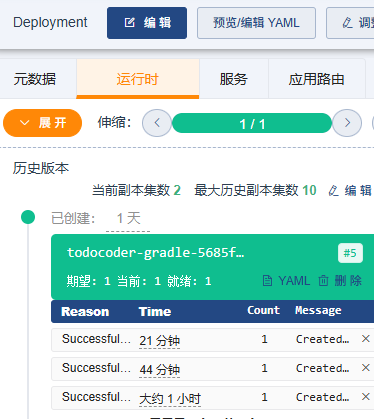 Deployment 编 辑 预览/编辑 YAML 调整
元数据 运行时 服务 应用路由
展 开 伸缩: 1 / 1
历史版本
当前副本集数 2 最大历史副本集数 10 编 辑
已创建: 1 天
todocoder-gradle-5685f… #5
期望: 1 当前: 1 就绪: 1 YAML 删 除
Reason Time Count Message
Successful… 21 分钟 1 Created…
Successful… 44 分钟 1 Created…
Successful… 大约 1 小时 1 Created…